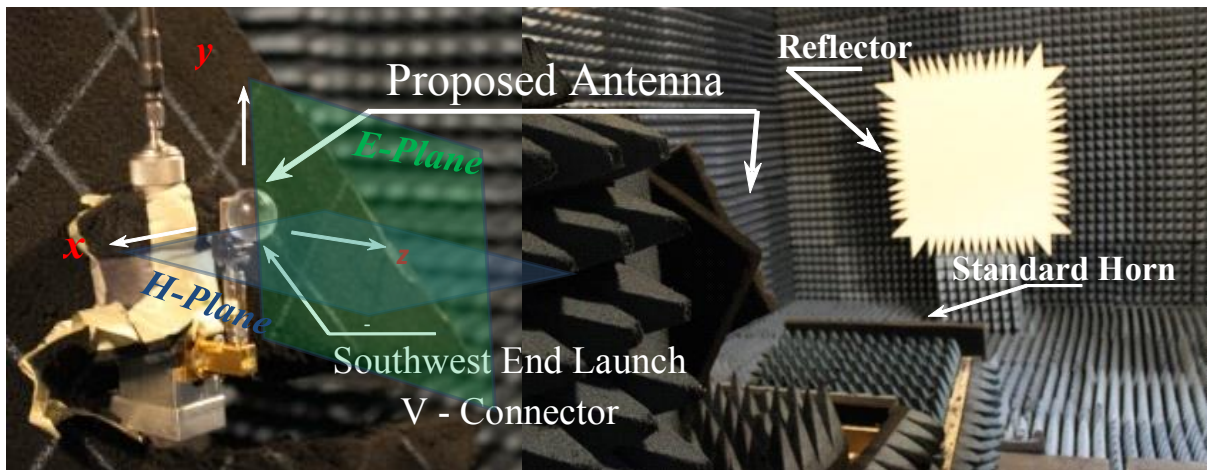 y
Reflector
Proposed Antenna
E-Plane
x
z
H-Plane
Standard Horn
Southwest End Launch
V - Connector